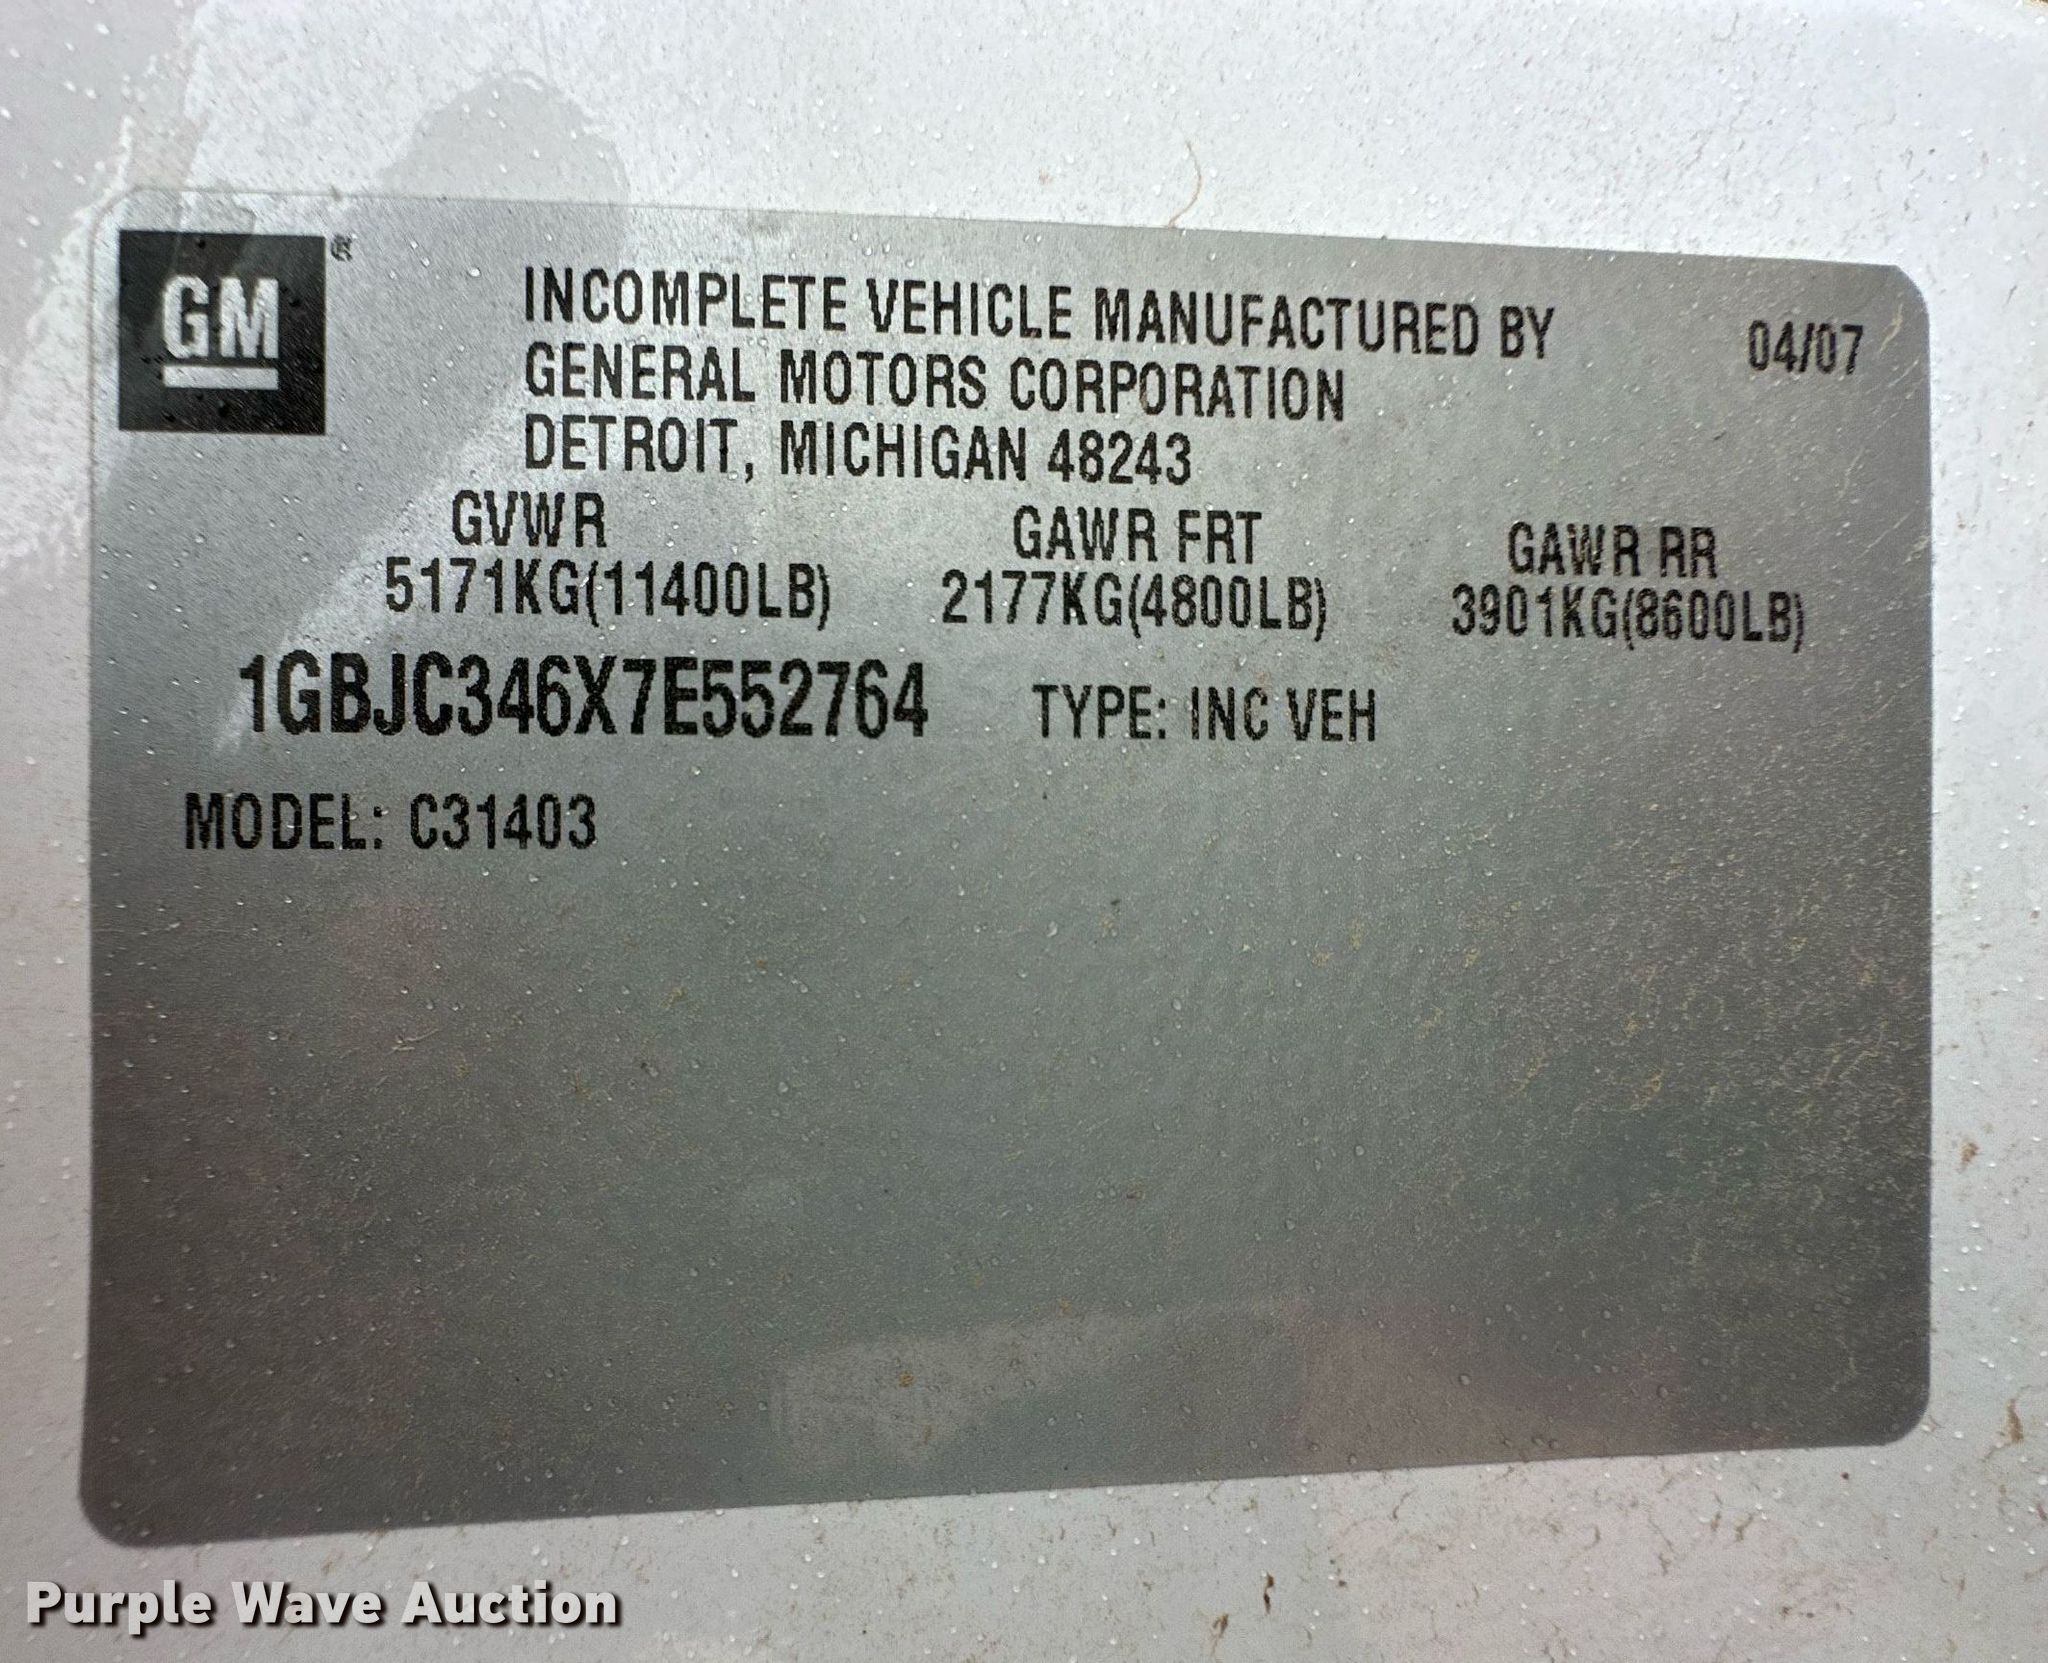 GM ®
INCOMPLETE VEHICLE MANUFACTURED BY 04/07
GENERAL MOTORS CORPORATION
DETROIT, MICHIGAN 48243
GVWR GAWR FRT GAWR RR
5171KG(11400LB) 2177KG(4800LB) 3901KG(8600LB)
1GBJC346X7E552764 TYPE: INC VEH
MODEL: C31403
Purple Wave Auction